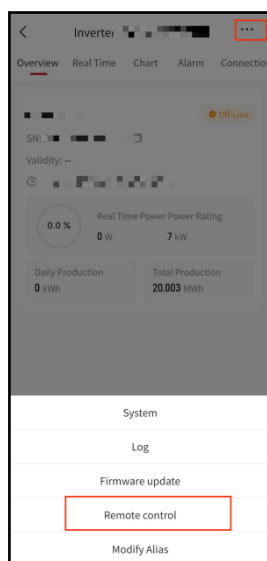 Inverter
Overview Real Time Chart Alarm Connectio
Off-Line
SN:
Validity: --
0.0 %
Real Time Power Power Rating
0 W 7 kW
Daily Production Total Production
0 kWh 20.003 MWh
System
Log
Firmware update
Remote control
Modify Alias